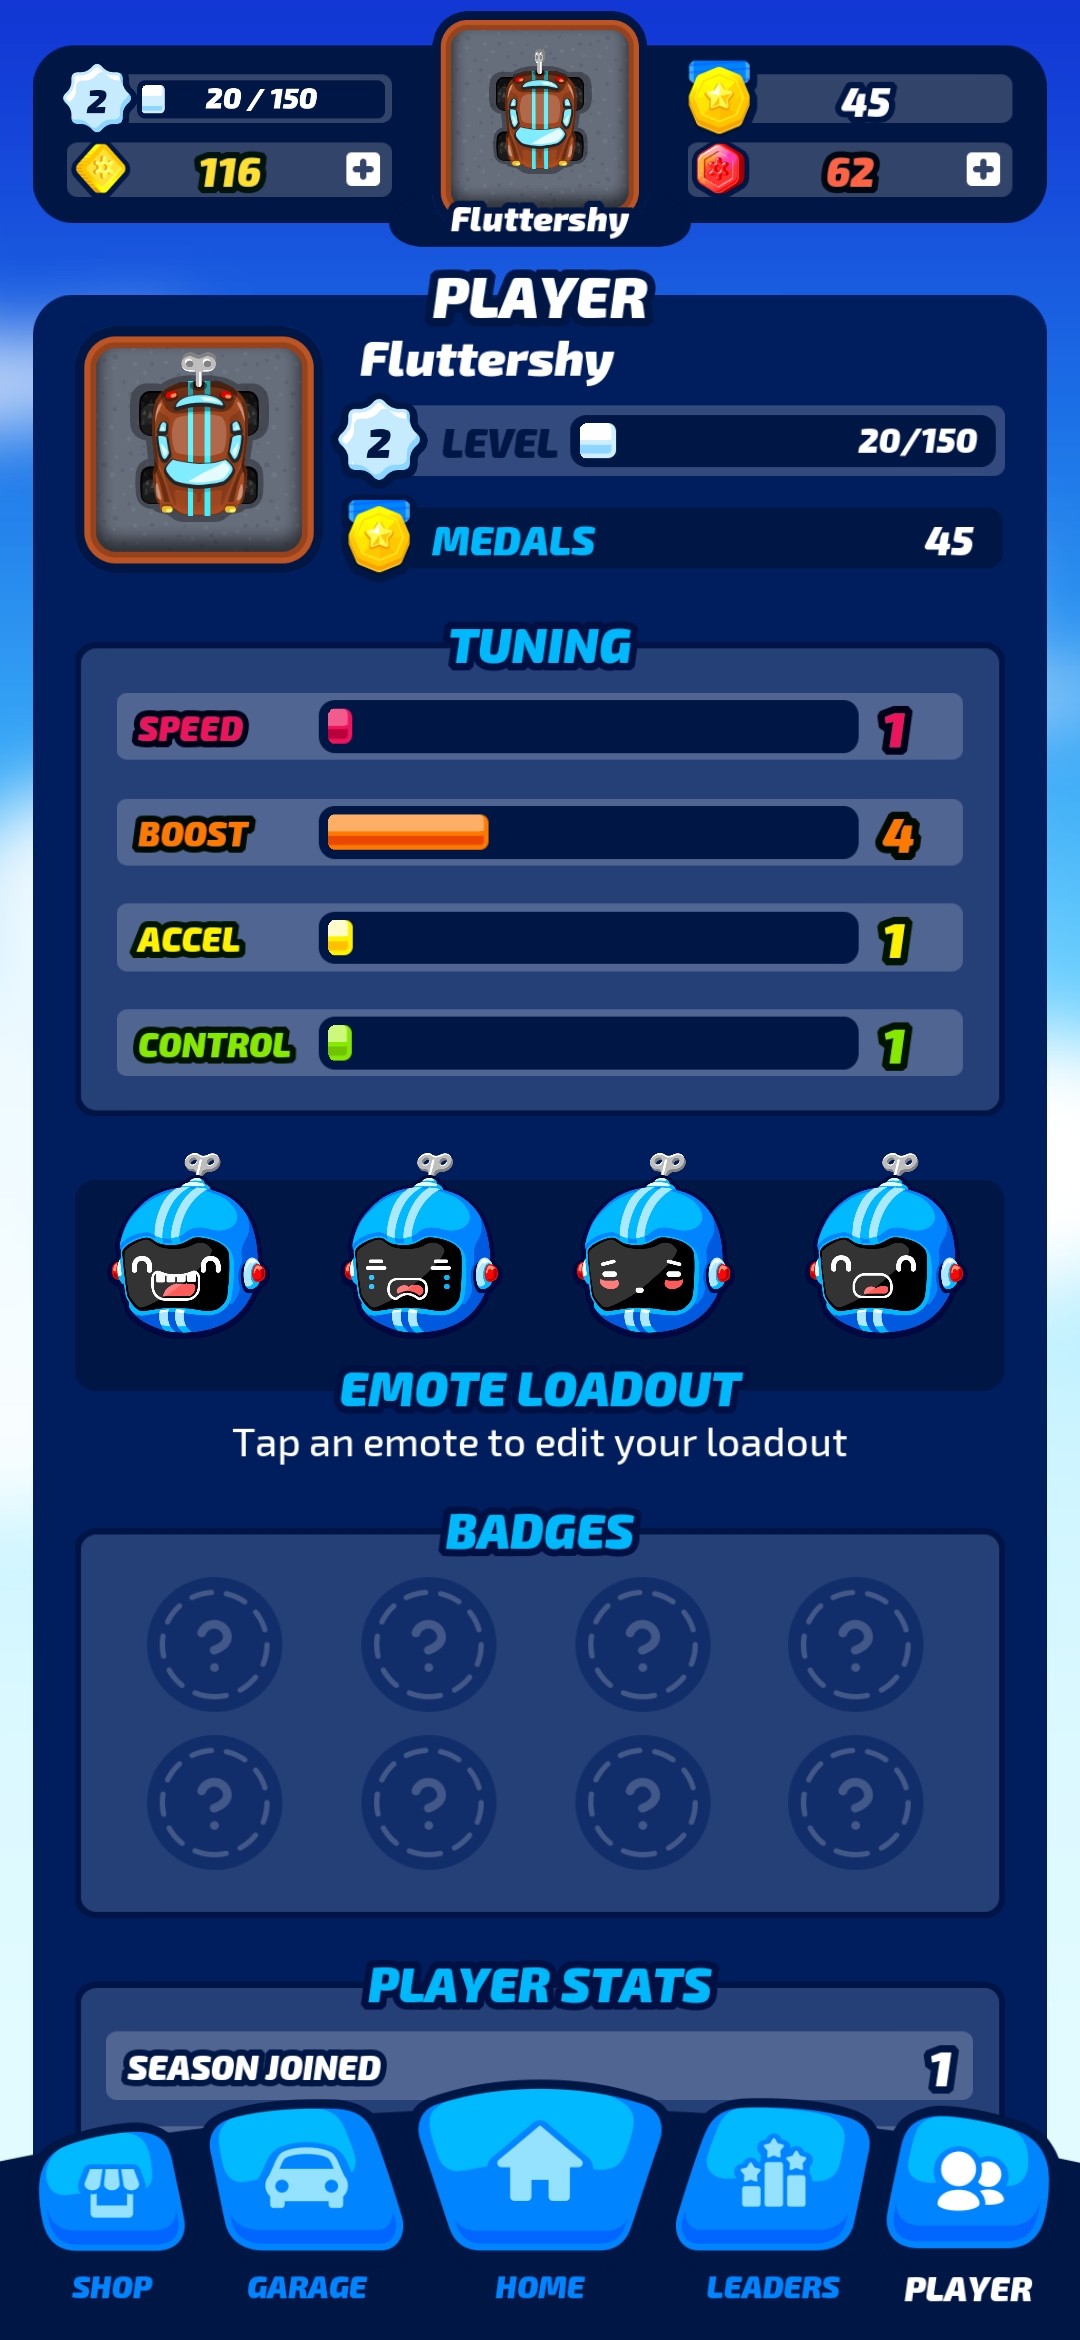 2
20 / 150
45
116
62
Fluttershy
PLAYER
Fluttershy
2
LEVEL
20/150
MEDALS
45
TUNING
SPEED
1
BOOST
4
ACCEL
1
CONTROL
1
EMOTE LOADOUT
Tap an emote to edit your loadout
BADGES
? ? ? ?
? ? ? ?
PLAYER STATS
SEASON JOINED
1
SHOP
GARAGE
HOME
LEADERS
PLAYER